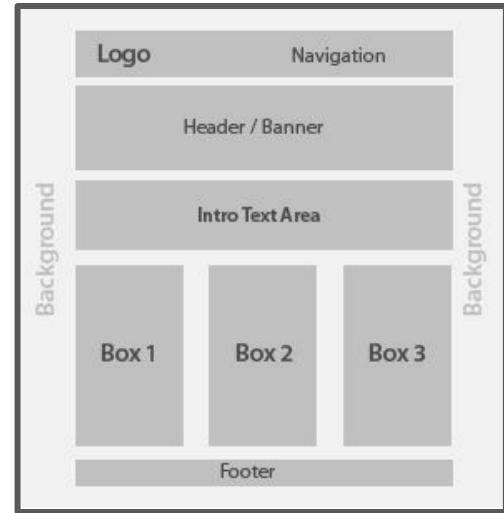 Logo
Navigation
Header / Banner
Intro Text Area
Background
Background
Box 1
Box 2
Box 3
Footer